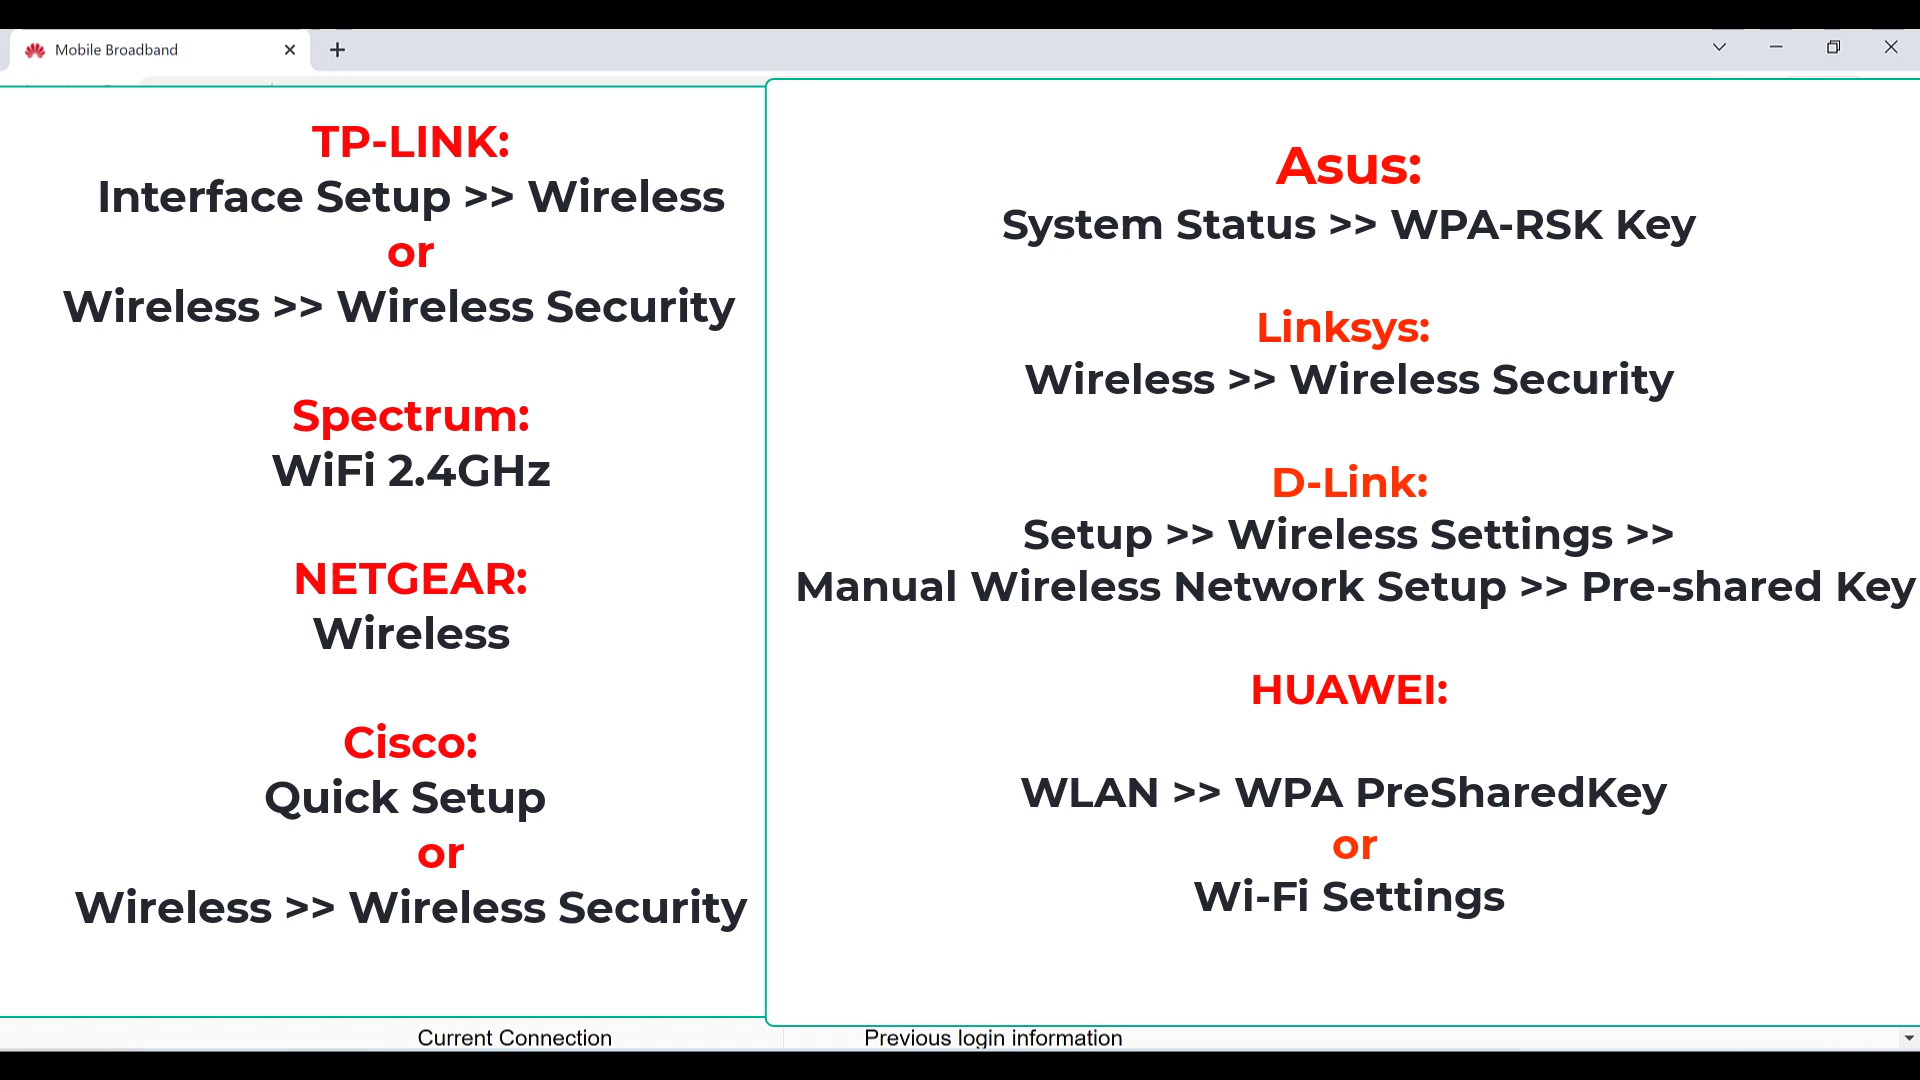 Mobile Broadband
TP-LINK:
Interface Setup >> Wireless
or
Wireless >> Wireless Security
Spectrum:
WiFi 2.4GHz
NETGEAR:
Wireless
Cisco:
Quick Setup
or
Wireless >> Wireless Security
Asus:
System Status >> WPA-RSK Key
Linksys:
Wireless >> Wireless Security
D-Link:
Setup >> Wireless Settings >>
Manual Wireless Network Setup >> Pre-shared Key
HUAWEI:
WLAN >> WPA PreSharedKey
or
Wi-Fi Settings
Current Connection
Previous login information